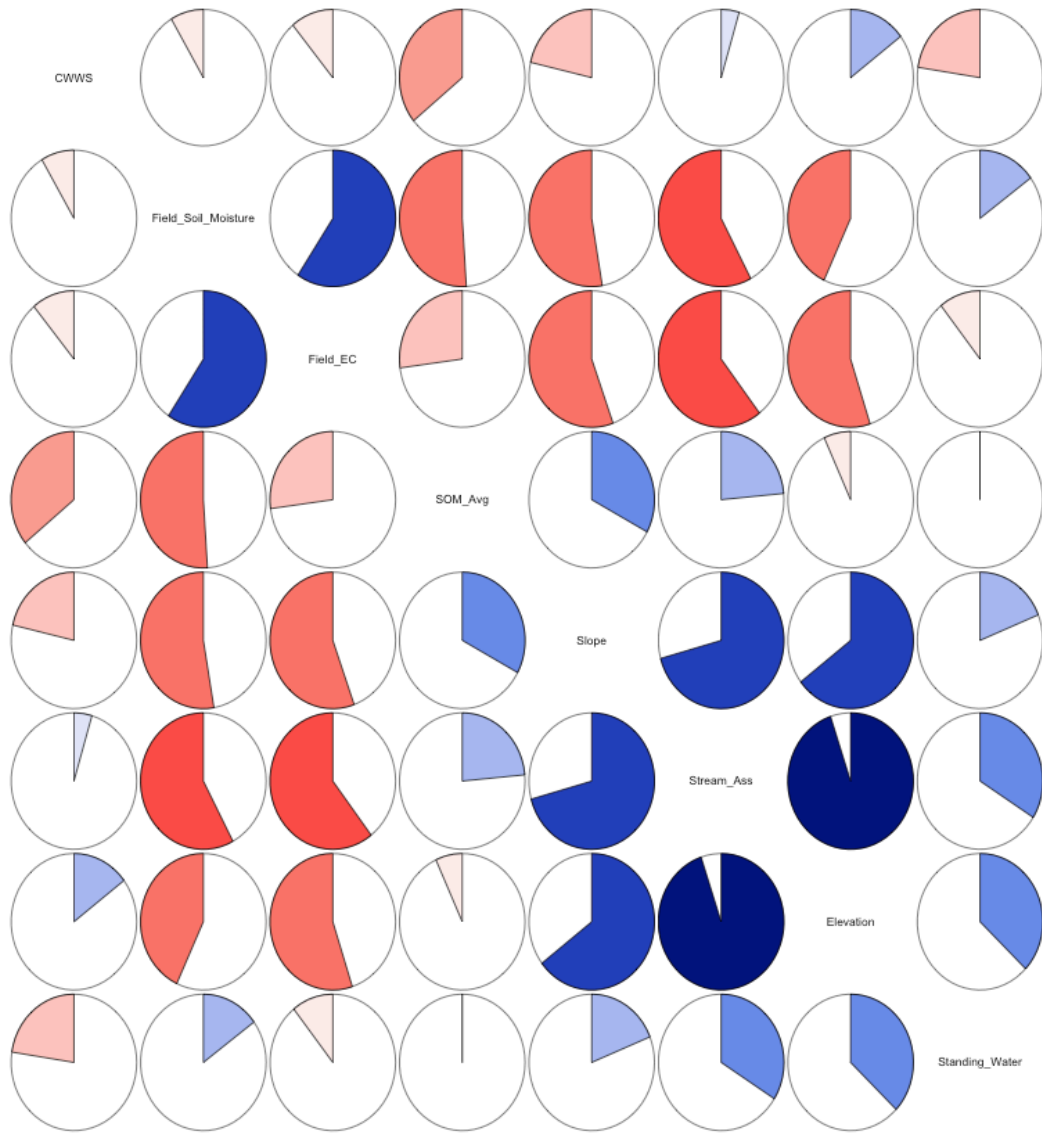 CWWS
Field_Soil_Moisture
Field_EC
SOM_Avg
Slope
Stream_Ass
Elevation
Standing_Water